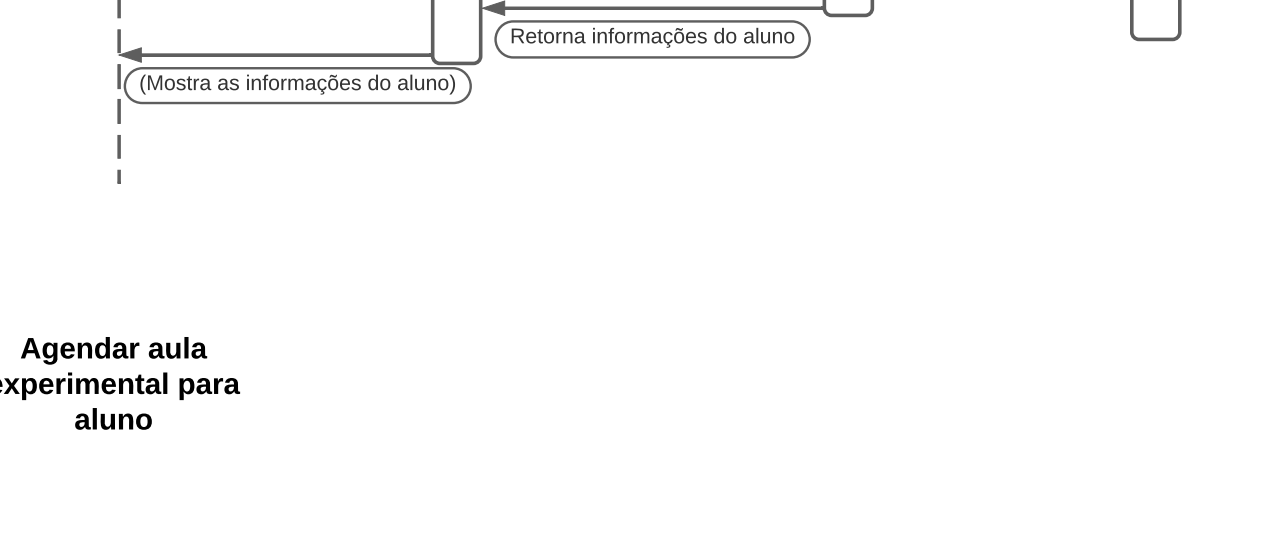 Retorna informações do aluno
(Mostra as informações do aluno)
Agendar aula
experimental para
aluno